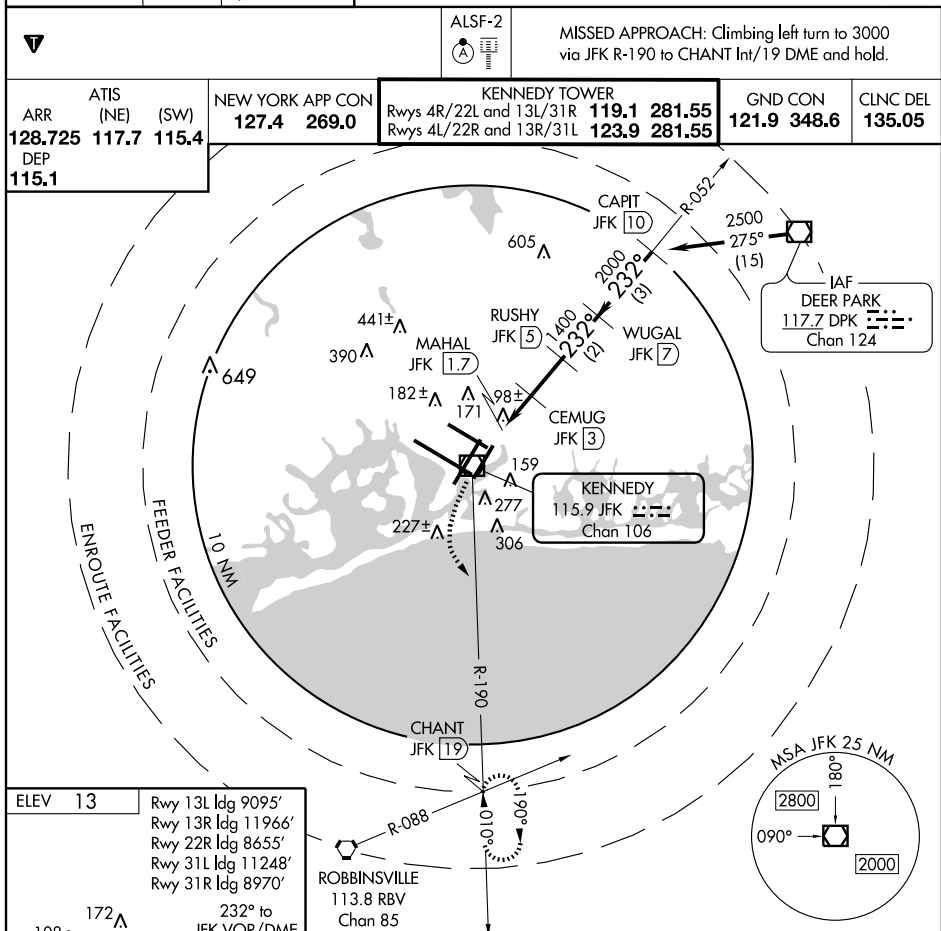 ALSF-2
T
A
MISSED APPROACH: Climbing left turn to 3000
via JFK R-190 to CHANT Int/19 DME and hold.
ATIS
ARR (NE) (SW)
128.725 117.7 115.4
DEP
115.1
NEW YORK APP CON
127.4 269.0
KENNEDY TOWER
Rwys 4R/22L and 13L/31R 119.1 281.55
Rwys 4L/22R and 13R/31L 123.9 281.55
GND CON
121.9 348.6
CLNC DEL
135.05
R-052
CAPIT
JFK 10
2500
275°
(15)
605
2000
232°
(3)
IAF
DEER PARK
117.7 DPK
Chan 124
RUSHY
JFK 5
1400
232°
(2)
WUGAL
JFK 7
441±
390
MAHAL
JFK 1.7
649
182±
171
98±
CEMUG
JFK 3
159
KENNEDY
115.9 JFK
Chan 106
277
227±
306
10 NM
FEEDER FACILITIES
ENROUTE FACILITIES
R-190
CHANT
JFK 19
MSA JFK 25 NM
180°
2800
090°
2000
190°
010°
R-088
ROBBINSVILLE
113.8 RBV
Chan 85
ELEV 13
Rwy 13L ldg 9095'
Rwy 13R ldg 11966'
Rwy 22R ldg 8655'
Rwy 31L ldg 11248'
Rwy 31R ldg 8970'
172
232° to
JFK VOR/DME